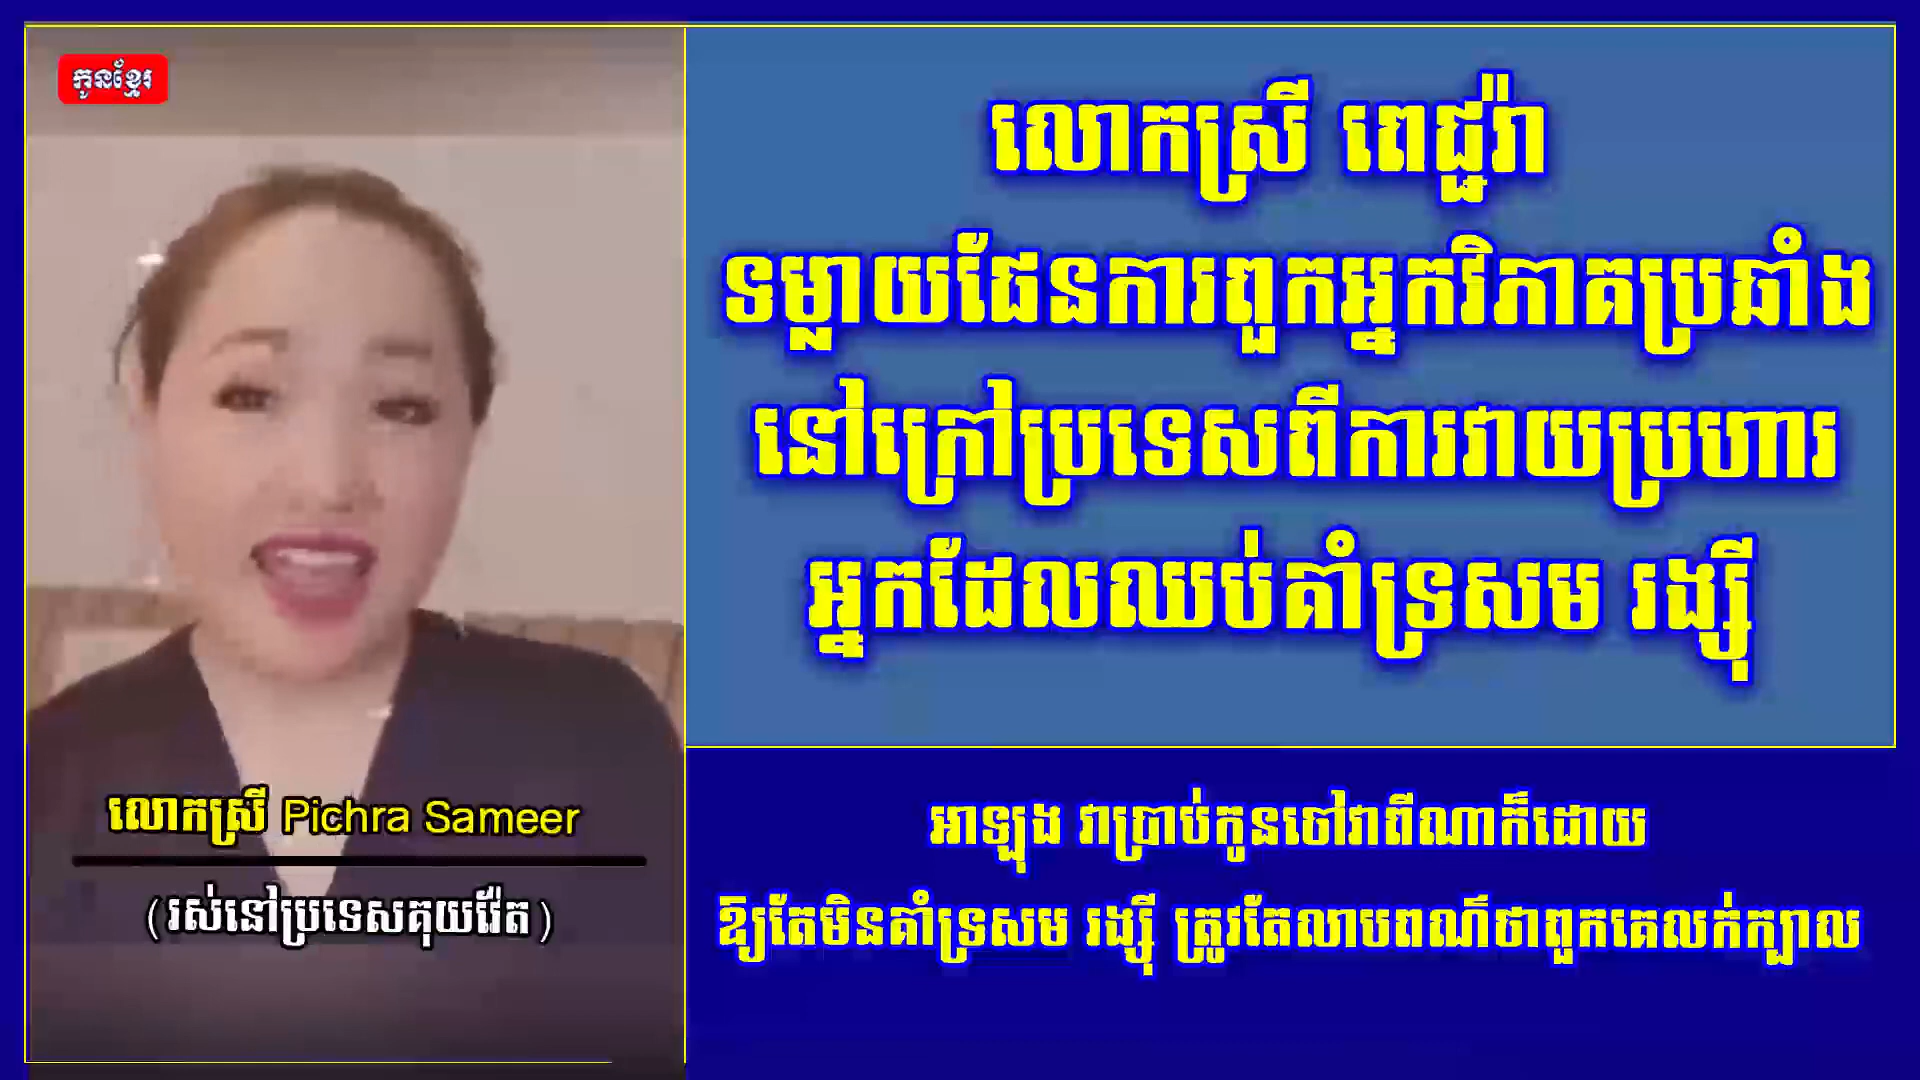 កូនខ្មែរ
លោកស្រី ពេជ្ររ៉ា
ទម្លាយផែនការពួកអ្នកវិភាគប្រឆាំង
នៅក្រៅប្រទេសពីការវាយប្រហារ
អ្នកដែលឈប់គាំទ្រសម រង្ស៊ី
លោកស្រី Pichra Sameer
(រស់នៅប្រទេសគុយវ៉ែត)
អាឡុង វាប្រាប់កូនចៅវាពីណាក៏ដោយ
ឱ្យតែមិនគាំទ្រសម រង្ស៊ី ត្រូវតែលាបពណ៌ថាពួកគេលក់ក្បាល